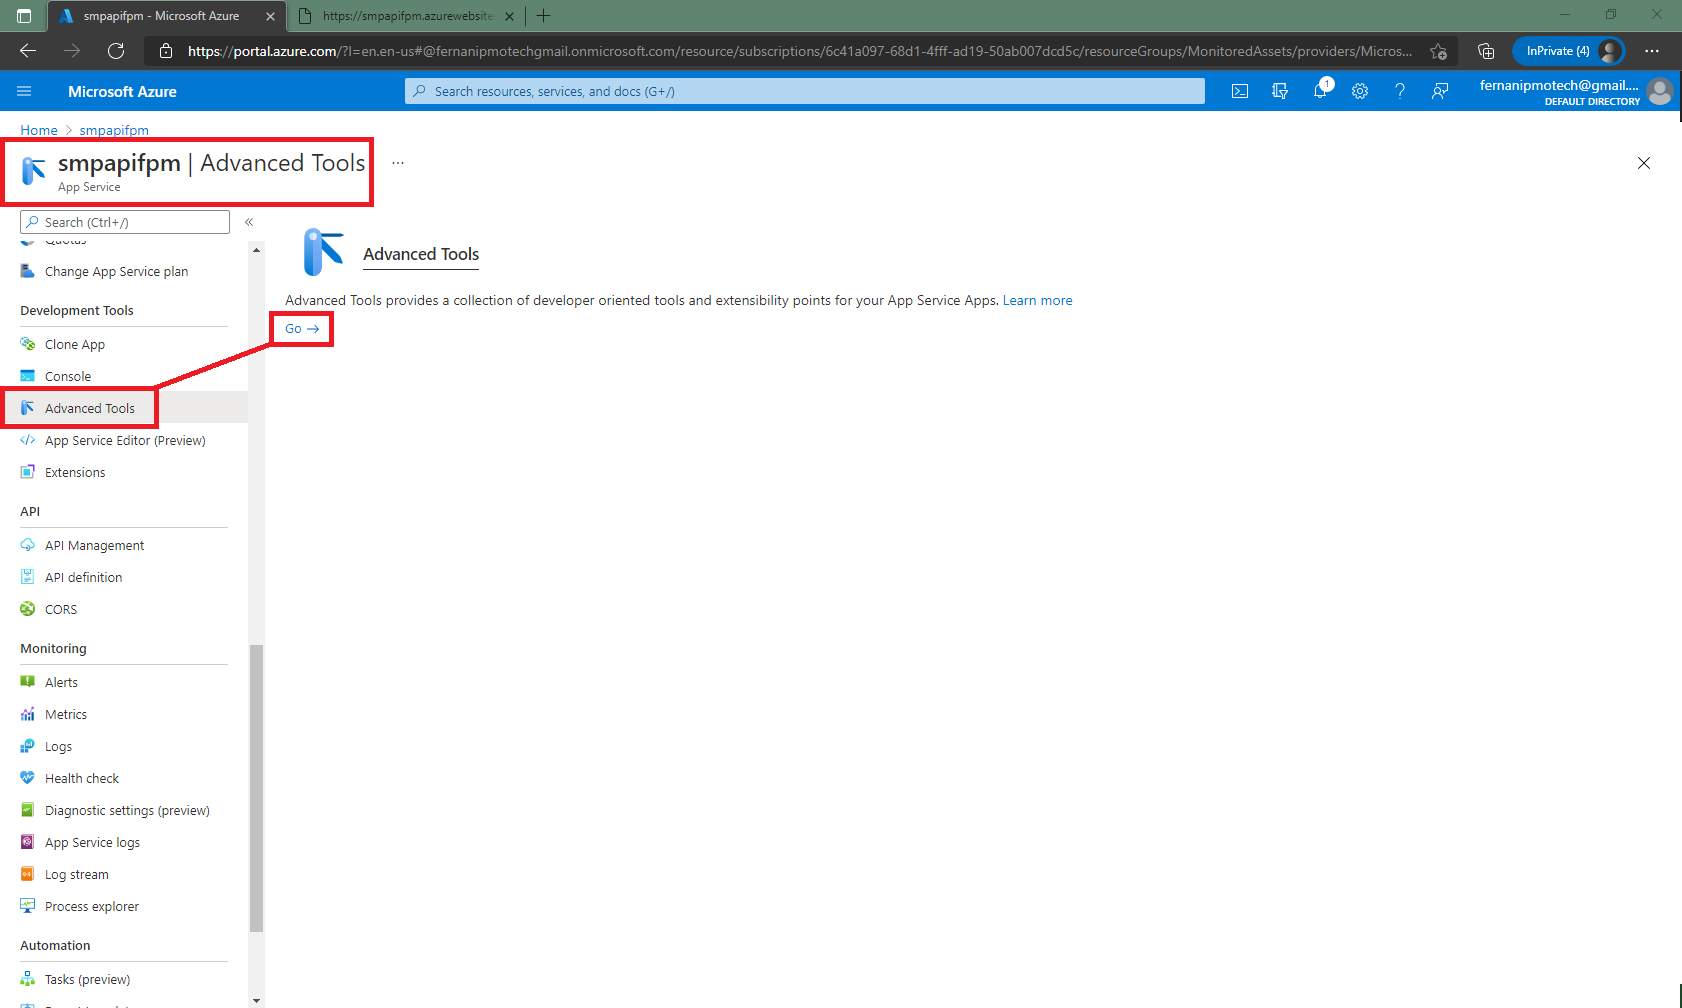 smpapifpm - Microsoft Azure
https://smpapifpm.azurewebsite
https://portal.azure.com/?l=en.en-us#@fernanipmotechgmail.onmicrosoft.com/resource/subscriptions/6c41a097-68d1-4fff-ad19-50ab007dcd5c/resourceGroups/MonitoredAssets/providers/Micros...
InPrivate (4)
Microsoft Azure
Search resources, services, and docs (G+/)
1
fernanipmotech@gmail....
DEFAULT DIRECTORY
Home > smpapifpm
smpapifpm | Advanced Tools
...
App Service
Search (Ctrl+/)
«
Quotas
Change App Service plan
Development Tools
Clone App
Console
Advanced Tools
App Service Editor (Preview)
Extensions
API
API Management
API definition
CORS
Monitoring
Alerts
Metrics
Logs
Health check
Diagnostic settings (preview)
App Service logs
Log stream
Process explorer
Automation
Tasks (preview)
Advanced Tools
Advanced Tools provides a collection of developer oriented tools and extensibility points for your App Service Apps. Learn more
Go →